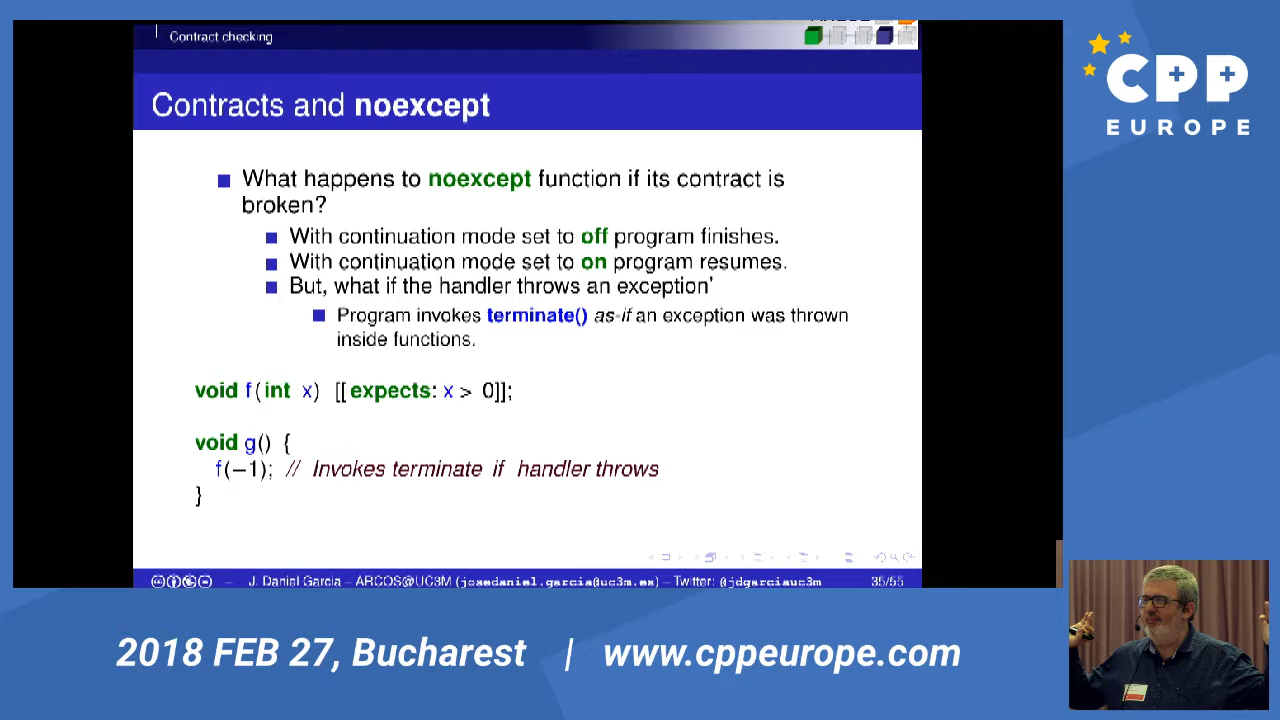 Contract checking
Contracts and noexcept
What happens to noexcept function if its contract is
broken?
With continuation mode set to off program finishes.
With continuation mode set to on program resumes.
But, what if the handler throws an exception'
Program invokes terminate() as-if an exception was thrown
inside functions.
void f(int x) [[expects: x > 0]];
void g() {
f(−1); // Invokes terminate if handler throws
}
J. Daniel Garcia – ARCOS@UC3M (josedaniel.garcia@uc3m.es) – Twitter: @jdgarciauc3m 35/55
CPP
EUROPE
2018 FEB 27, Bucharest | www.cppeurope.com